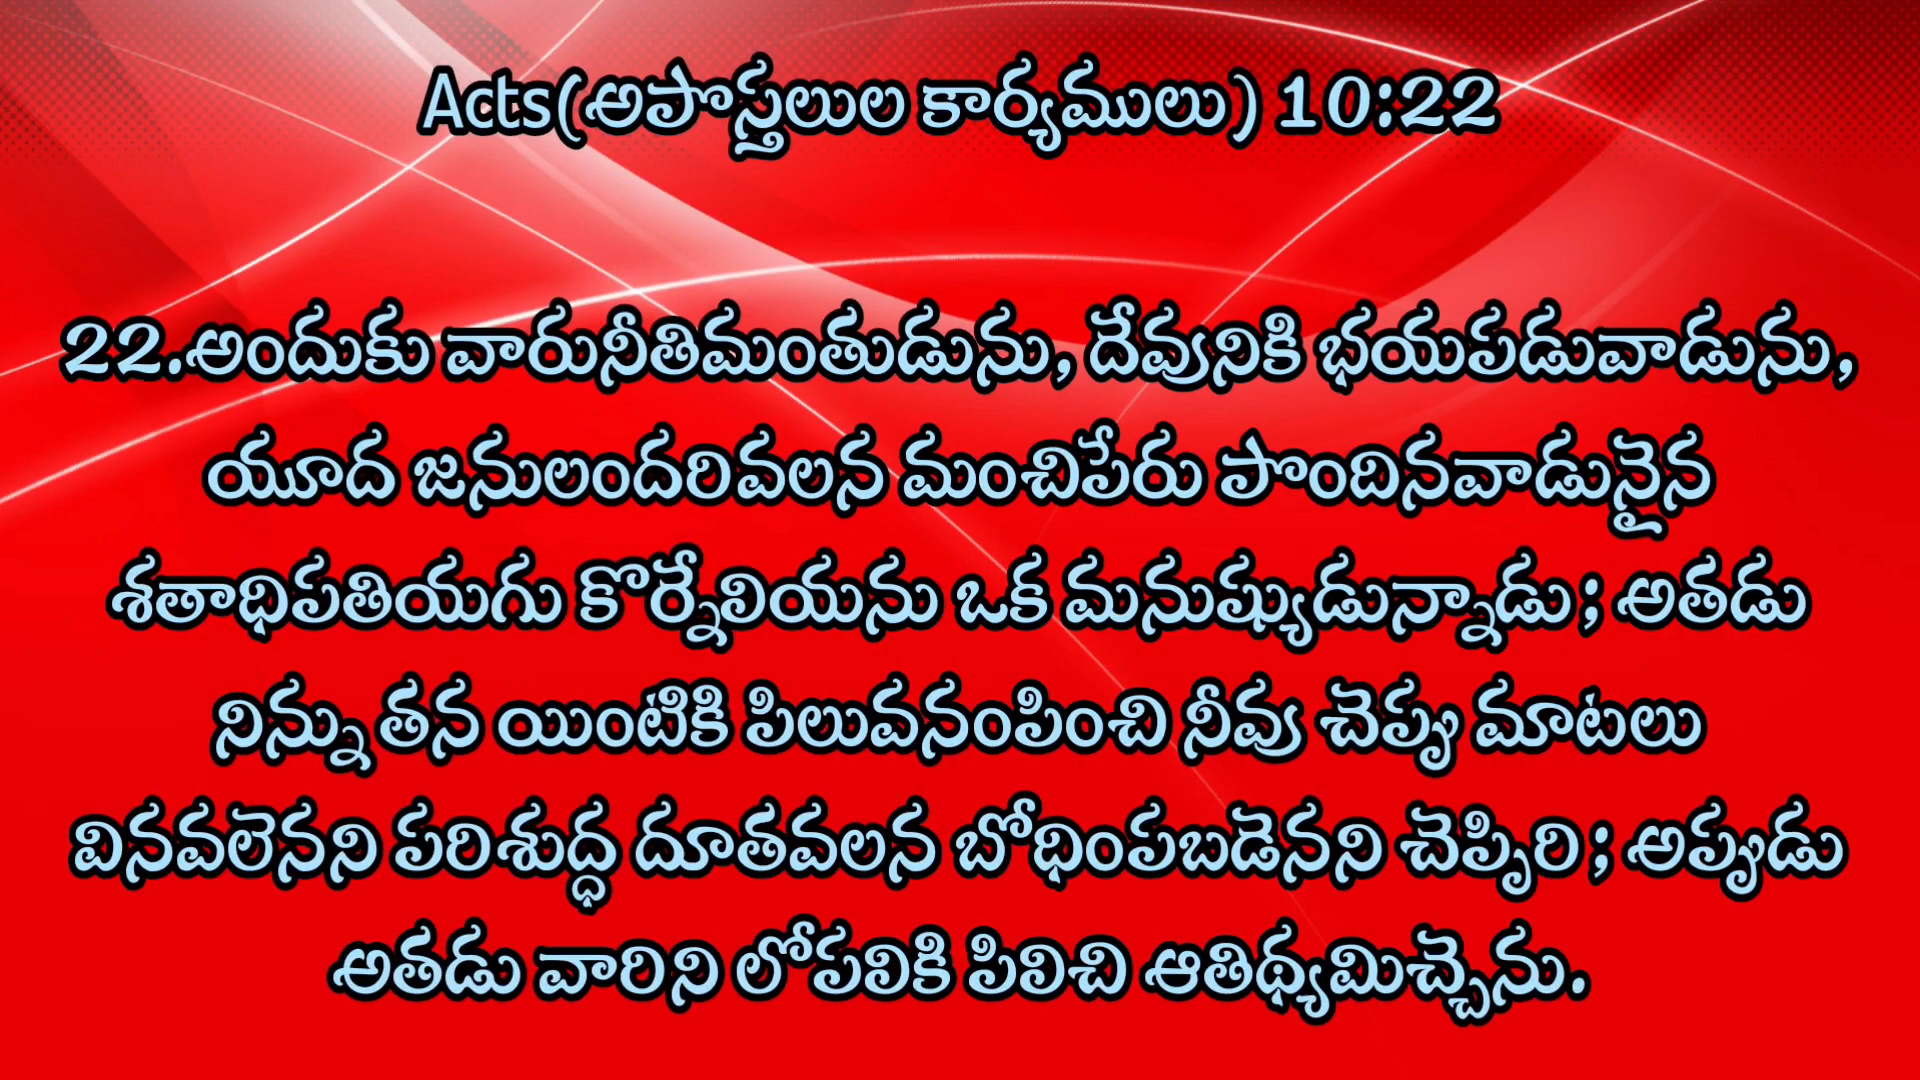 Acts(అపొస్తలుల కార్యములు) 10:22
22.అందుకు వారునీతిమంతుడును, దేవునికి భయపడువాడును,
యూద జనులందరివలన మంచిపేరు పొందినవాడునైన
శతాధిపతియగు కొర్నేలియను ఒక మనుష్యుడున్నాడు; అతడు
నిన్ను తన యింటికి పిలువనంపించి నీవు చెప్పు మాటలు
వినవలెనని పరిశుద్ధ దూతవలన బోధింపబడెనని చెప్పిరి; అప్పుడు
అతడు వారిని లోపలికి పిలిచి ఆతిథ్యమిచ్చెను.